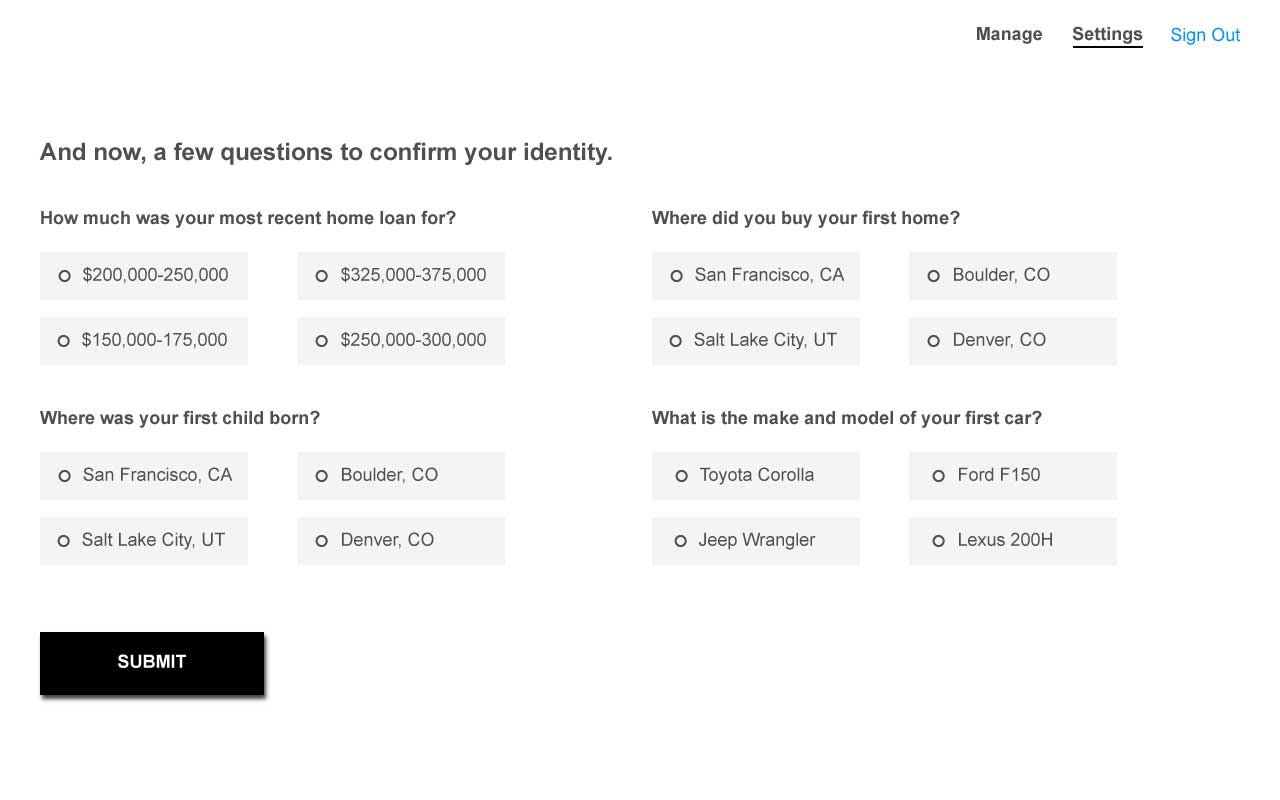 Manage Settings Sign Out
And now, a few questions to confirm your identity.
How much was your most recent home loan for?
$200,000-250,000
$325,000-375,000
$150,000-175,000
$250,000-300,000
Where did you buy your first home?
San Francisco, CA
Boulder, CO
Salt Lake City, UT
Denver, CO
Where was your first child born?
San Francisco, CA
Boulder, CO
Salt Lake City, UT
Denver, CO
What is the make and model of your first car?
Toyota Corolla
Ford F150
Jeep Wrangler
Lexus 200H
SUBMIT